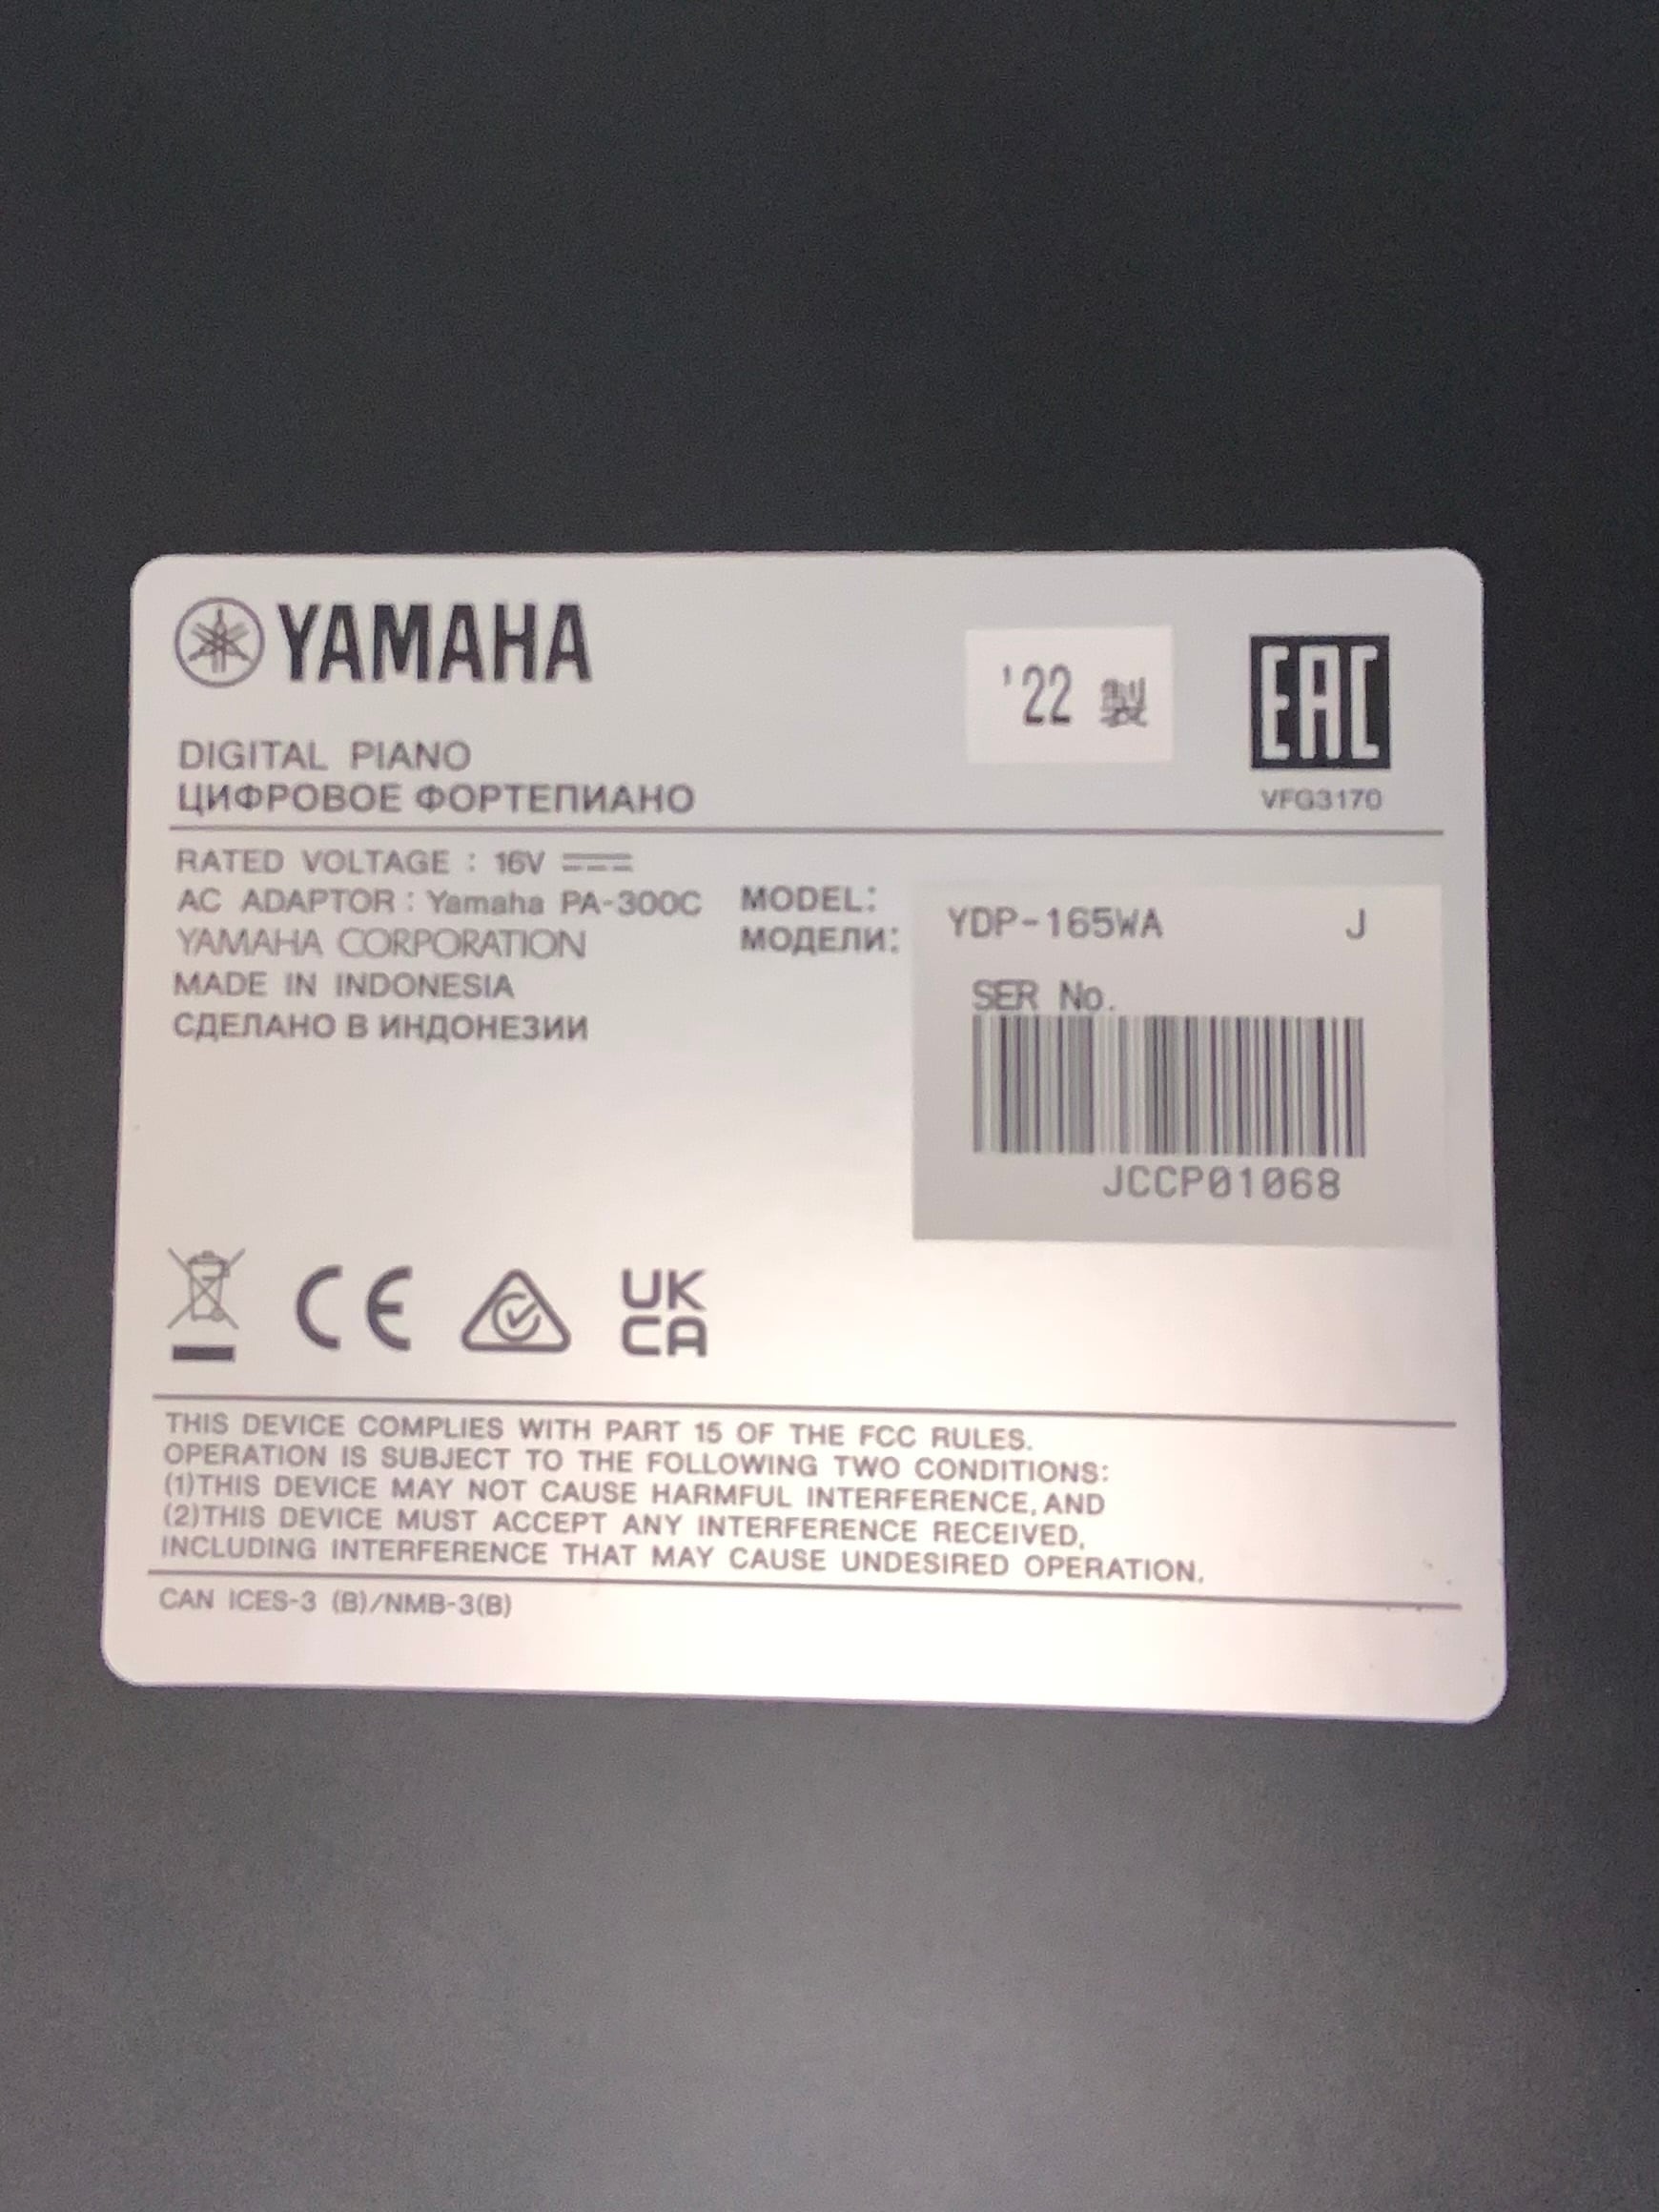 YAMAHA
'22 製
EAC
VFG3170
DIGITAL PIANO
ЦИФРОВОЕ ФОРТЕПИАНО
RATED VOLTAGE : 16V
AC ADAPTOR : Yamaha PA-300C
YAMAHA CORPORATION
MADE IN INDONESIA
СДЕЛАНО В ИНДОНЕЗИИ
MODEL:
МОДЕЛИ:
YDP-165WA J
SER No.
JCCP01068
CE
UK
CA
THIS DEVICE COMPLIES WITH PART 15 OF THE FCC RULES.
OPERATION IS SUBJECT TO THE FOLLOWING TWO CONDITIONS:
(1)THIS DEVICE MAY NOT CAUSE HARMFUL INTERFERENCE, AND
(2)THIS DEVICE MUST ACCEPT ANY INTERFERENCE RECEIVED,
INCLUDING INTERFERENCE THAT MAY CAUSE UNDESIRED OPERATION.
CAN ICES-3 (B)/NMB-3(B)